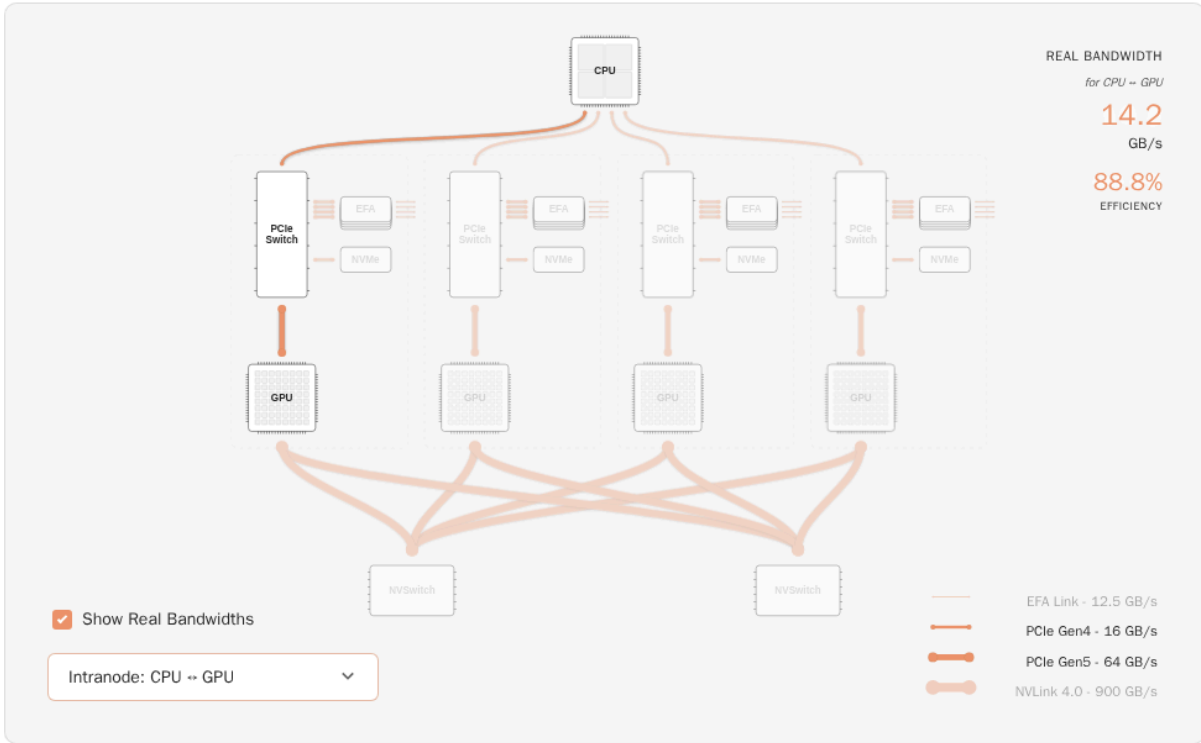 CPU
REAL BANDWIDTH
for CPU ↔ GPU
14.2
GB/s
88.8%
EFFICIENCY
PCIe
Switch
EFA
NVMe
PCIe
Switch
EFA
NVMe
PCIe
Switch
EFA
NVMe
PCIe
Switch
EFA
NVMe
GPU
GPU
GPU
GPU
NVSwitch
NVSwitch
Show Real Bandwidths
Intranode: CPU ↔ GPU
EFA Link - 12.5 GB/s
PCIe Gen4 - 16 GB/s
PCIe Gen5 - 64 GB/s
NVLink 4.0 - 900 GB/s